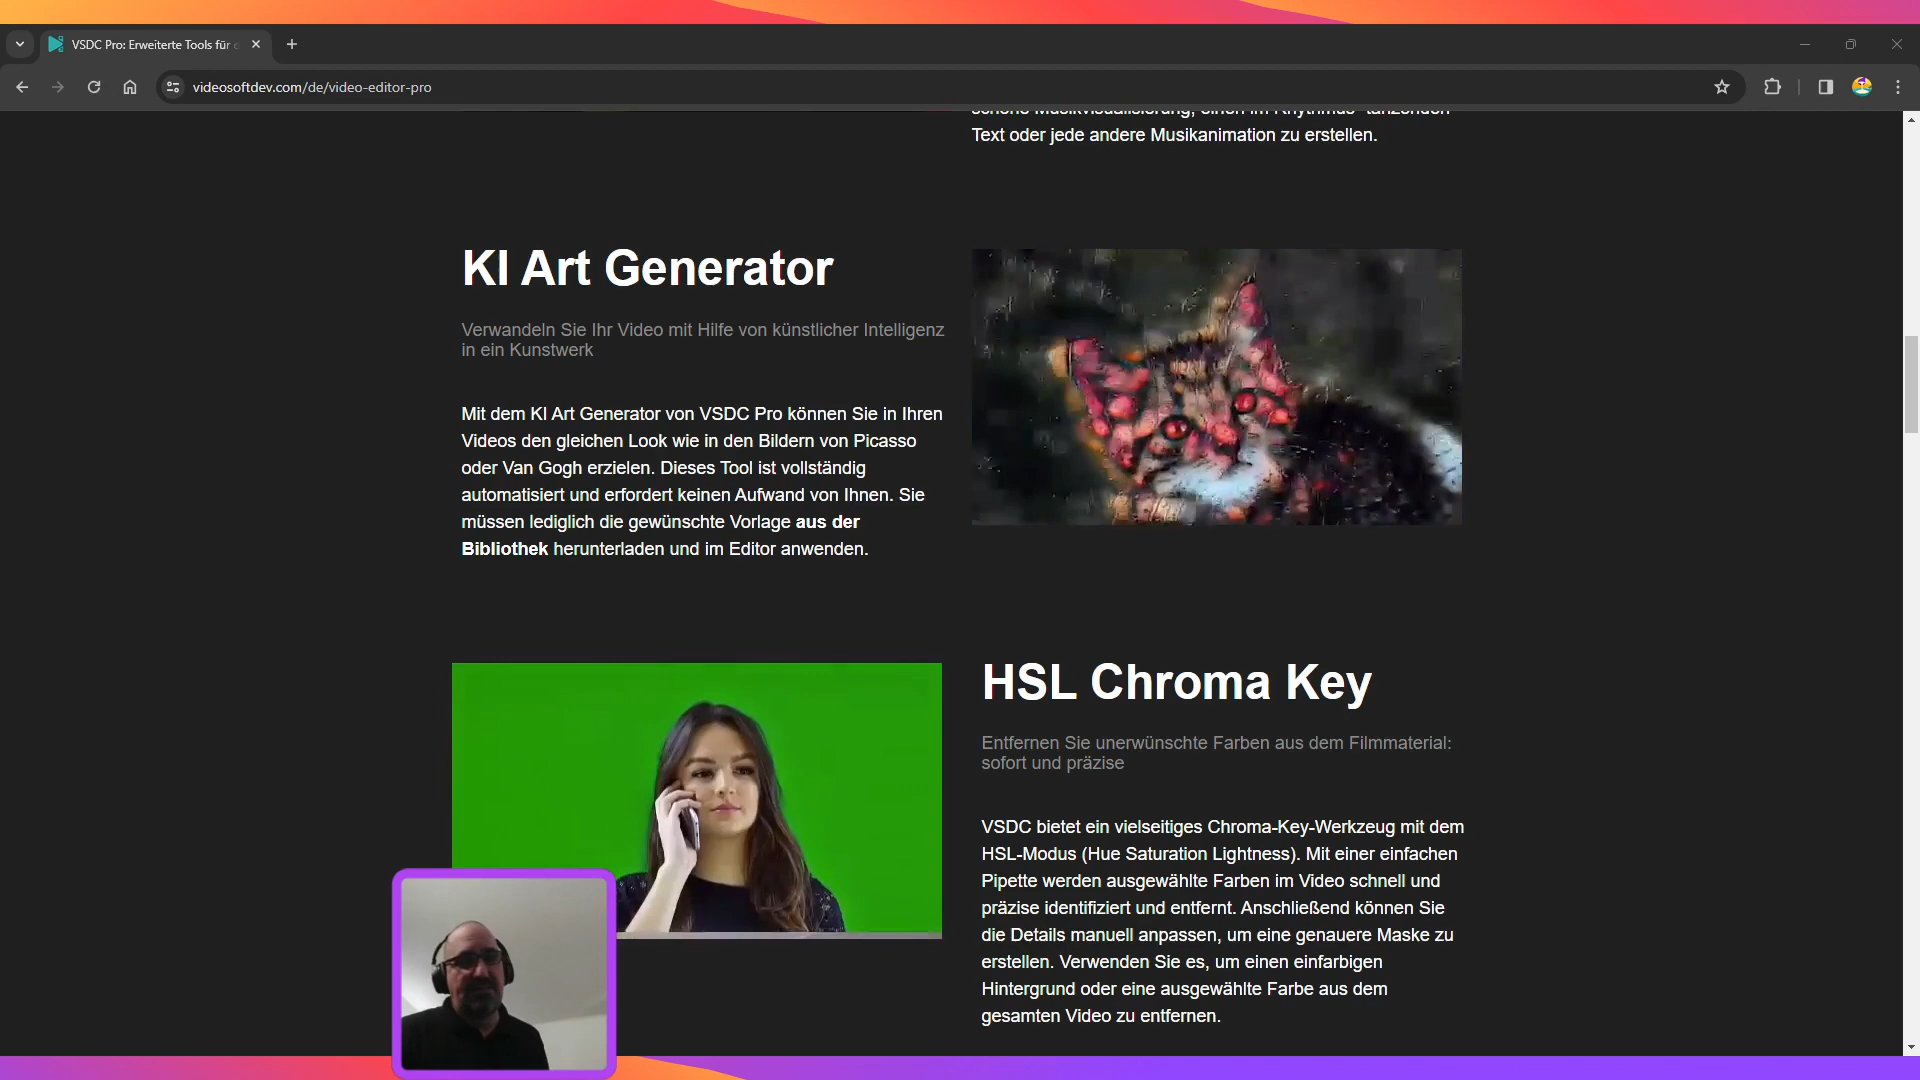 VSDC Pro: Erweiterte Tools für
videosoftdev.com/de/video-editor-pro
Text oder jede andere Musikanimation zu erstellen.
KI Art Generator
Verwandeln Sie Ihr Video mit Hilfe von künstlicher Intelligenz
in ein Kunstwerk
Mit dem KI Art Generator von VSDC Pro können Sie in Ihren
Videos den gleichen Look wie in den Bildern von Picasso
oder Van Gogh erzielen. Dieses Tool ist vollständig
automatisiert und erfordert keinen Aufwand von Ihnen. Sie
müssen lediglich die gewünschte Vorlage aus der
Bibliothek herunterladen und im Editor anwenden.
HSL Chroma Key
Entfernen Sie unerwünschte Farben aus dem Filmmaterial:
sofort und präzise
VSDC bietet ein vielseitiges Chroma-Key-Werkzeug mit dem
HSL-Modus (Hue Saturation Lightness). Mit einer einfachen
Pipette werden ausgewählte Farben im Video schnell und
präzise identifiziert und entfernt. Anschließend können Sie
die Details manuell anpassen, um eine genauere Maske zu
erstellen. Verwenden Sie es, um einen einfarbigen
Hintergrund oder eine ausgewählte Farbe aus dem
gesamten Video zu entfernen.